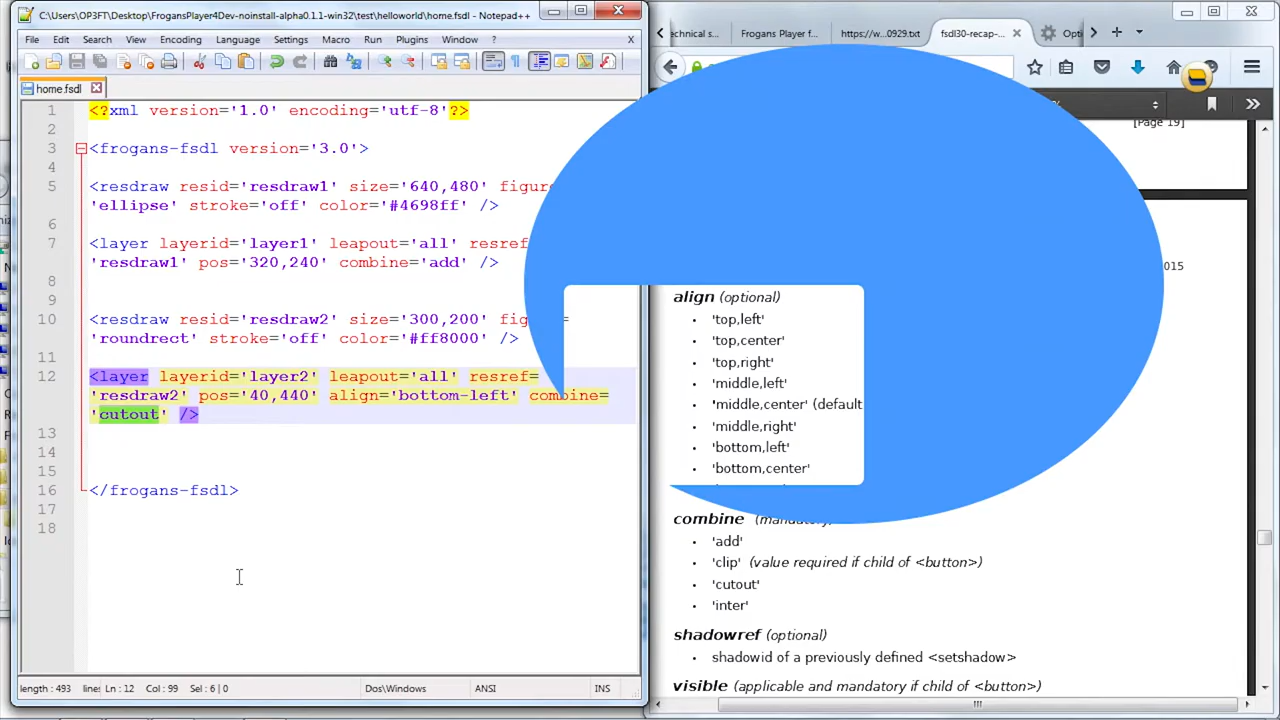 C:\Users\OP3FT\Desktop\FrogansPlayer4Dev-noinstall-alpha0.1.1-win32\test\helloworld\home.fsdl - Notepad++
File Edit Search View Encoding Language Settings Macro Run Plugins Window ? X
home.fsdl
1 <?xml version='1.0' encoding='utf-8'?>
2
3 <frogans-fsdl version='3.0'>
4
5 <resdraw resid='resdraw1' size='640,480' figure
'ellipse' stroke='off' color='#4698ff' />
6
7 <layer layerid='layer1' leapout='all' resref=
'resdraw1' pos='320,240' combine='add' />
8
9
10 <resdraw resid='resdraw2' size='300,200'
'roundrect' stroke='off' color='#ff8000' />
11
12 <layer layerid='layer2' leapout='all' resref=
'resdraw2' pos='40,440' align='bottom-left' combine=
'cutout' />
13
14
15
16 </frogans-fsdl>
17
18
length : 493 lines Ln : 12 Col : 99 Sel : 6 | 0 Dos\Windows ANSI INS
echnical s... Frogans Player f... https://w...0929.txt fsdl30-recap-... Opti
[Page 19]
015
align (optional)
• 'top,left'
• 'top,center'
• 'top,right'
• 'middle,left'
• 'middle,center' (default
• 'middle,right'
• 'bottom,left'
• 'bottom,center'
combine (mandatory)
• 'add'
• 'clip' (value required if child of <button>)
• 'cutout'
• 'inter'
shadowref (optional)
• shadowid of a previously defined <setshadow>
visible (applicable and mandatory if child of <button>)